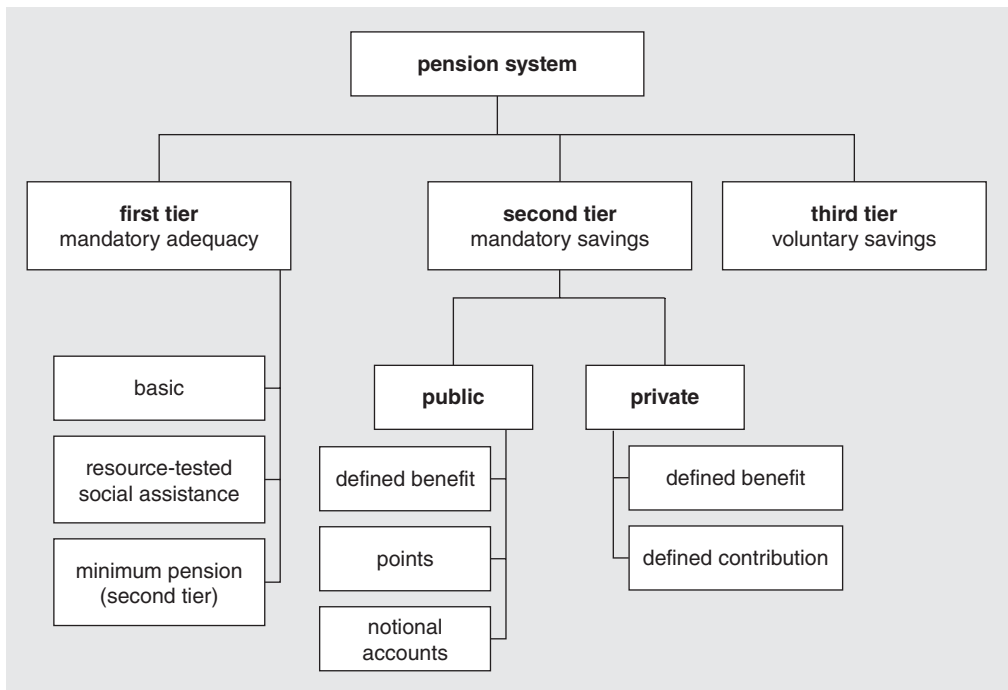 pension system
first tier
mandatory adequacy
second tier
mandatory savings
third tier
voluntary savings
basic
resource-tested
social assistance
minimum pension
(second tier)
public
defined benefit
points
notional
accounts
private
defined benefit
defined contribution